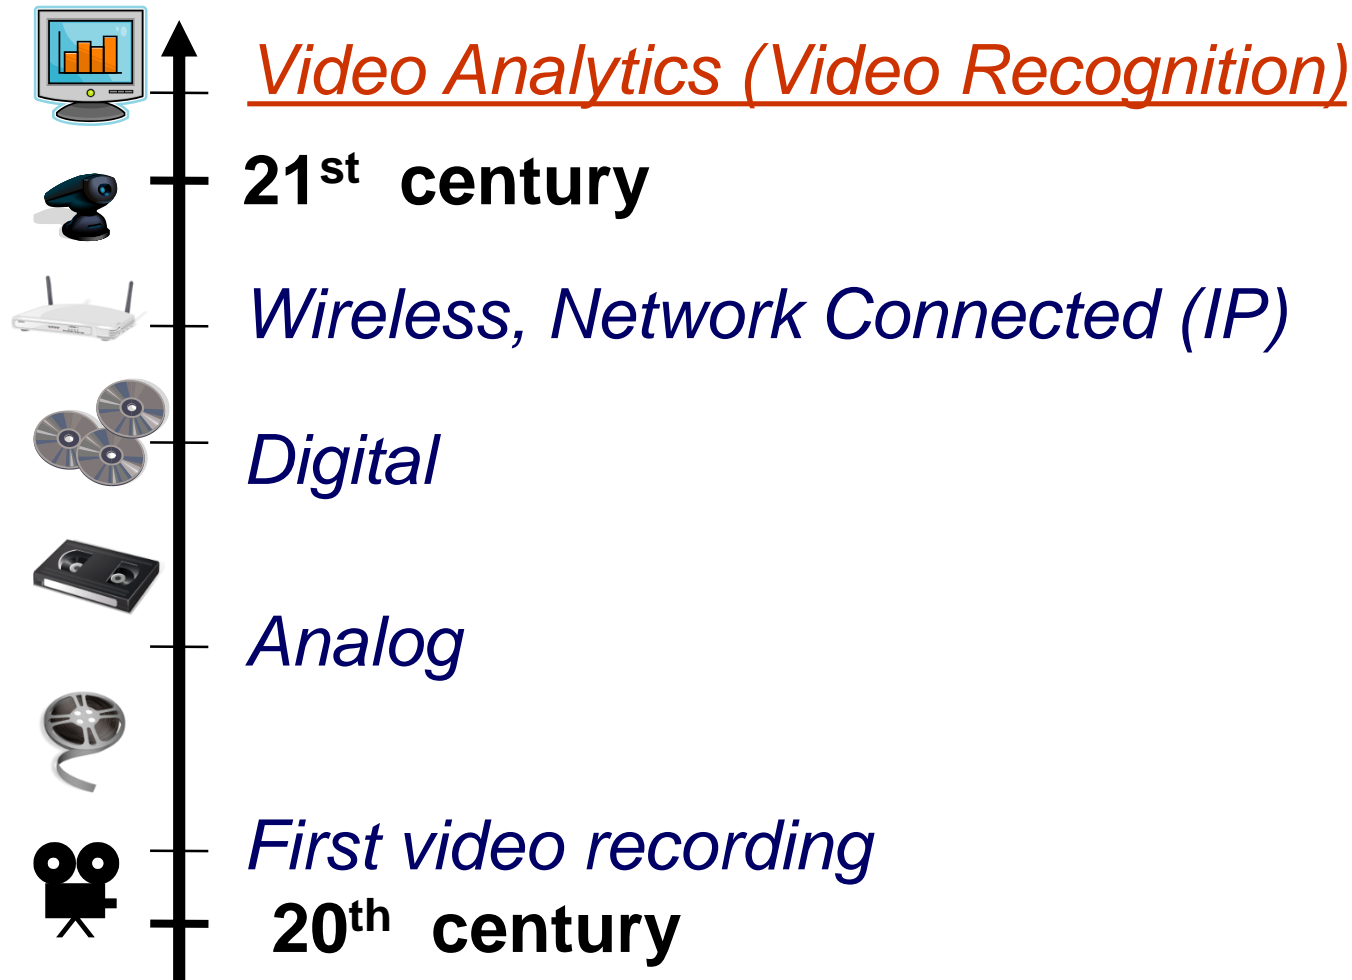 Video Analytics (Video Recognition)
21st century
Wireless, Network Connected (IP)
Digital
Analog
First video recording
20th century